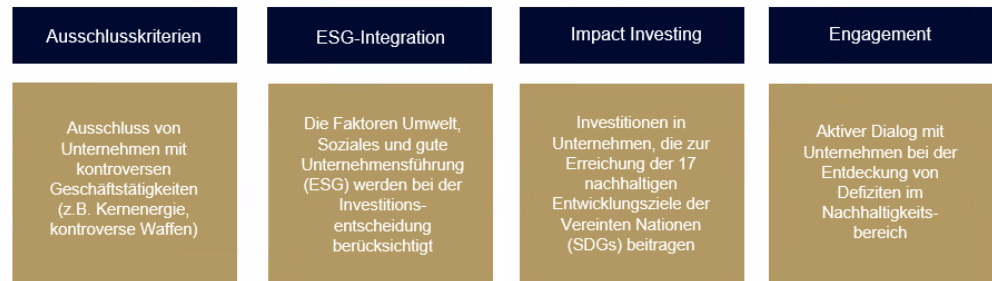 Ausschlusskriterien
Ausschluss von
Unternehmen mit
kontroversen
Geschäftstätigkeiten
(z.B. Kernenergie,
kontroverse Waffen)
ESG-Integration
Die Faktoren Umwelt,
Soziales und gute
Unternehmensführung
(ESG) werden bei der
Investitions-
entscheidung
berücksichtigt
Impact Investing
Investitionen in
Unternehmen, die zur
Erreichung der 17
nachhaltigen
Entwicklungsziele der
Vereinten Nationen
(SDGs) beitragen
Engagement
Aktiver Dialog mit
Unternehmen bei der
Entdeckung von
Defiziten im
Nachhaltigkeits-
bereich